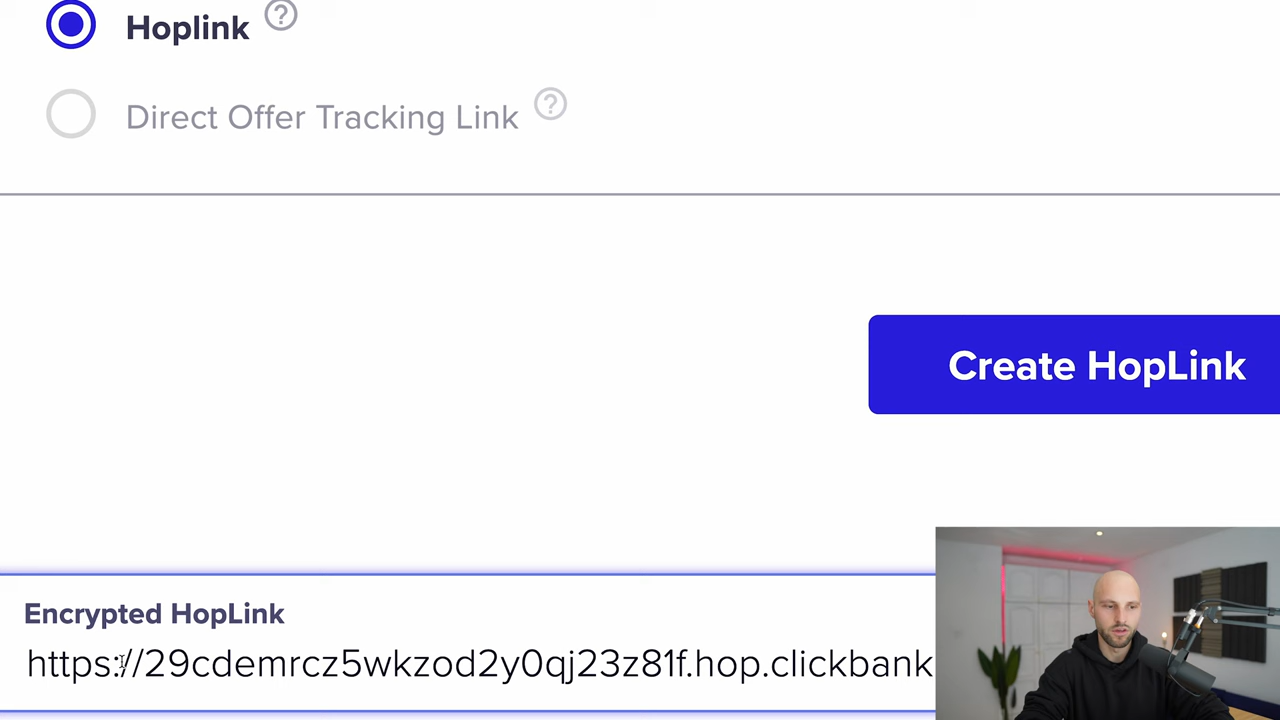 Hoplink ?
Direct Offer Tracking Link ?
Create HopLink
Encrypted HopLink
https://29cdemrcz5wkzod2y0qj23z81f.hop.clickbank